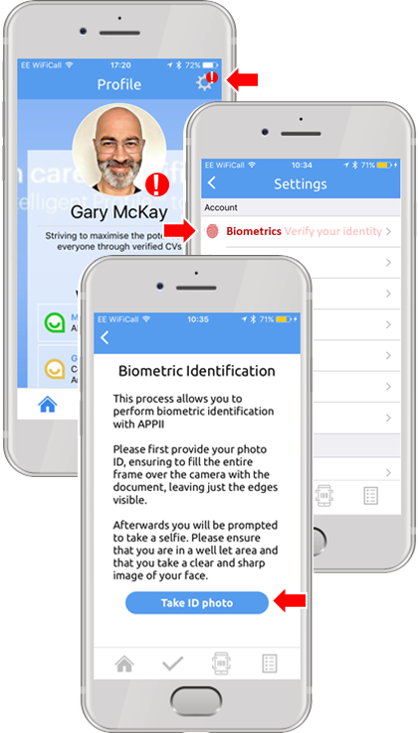 EE WiFiCall 17:20 72%
Profile
Gary McKay
Striving to maximise the pote
everyone through verified CVs
EE WiFiCall 10:34 71%
Settings
Account
Biometrics Verify your identity
EE WiFiCall 10:35 71%
Biometric Identification
This process allows you to
perform biometric identification
with APPII
Please first provide your photo
ID, ensuring to fill the entire
frame over the camera with the
document, leaving just the edges
visible.
Afterwards you will be prompted
to take a selfie. Please ensure
that you are in a well let area and
that you take a clear and sharp
image of your face.
Take ID photo